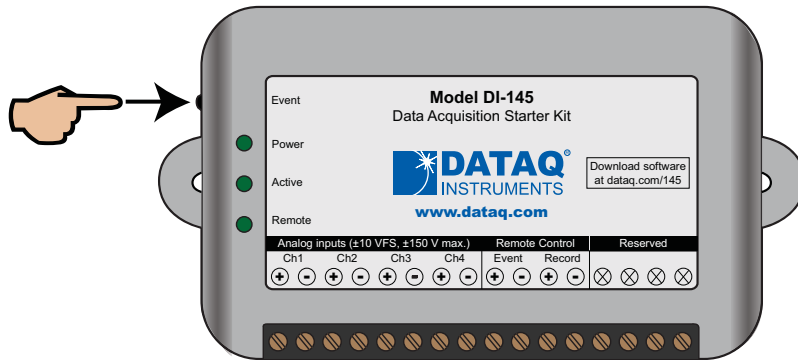 Event
Model DI-145
Data Acquisition Starter Kit
Power
Active
Remote
DATAQ®
INSTRUMENTS
www.dataq.com
Download software
at dataq.com/145
Analog inputs (±10 VFS, ±150 V max.) Remote Control Reserved
Ch1 Ch2 Ch3 Ch4 Event Record
+ - + - + - + - + - + -